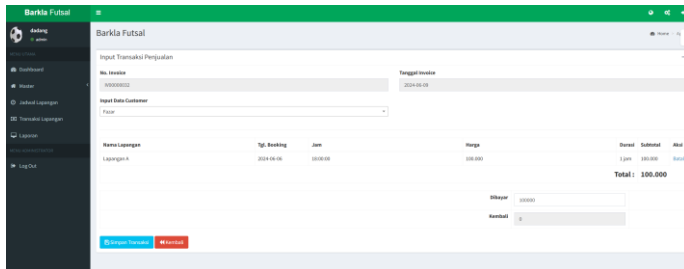 Barkla Futsal
dadang
admin
Barkla Futsal
Home
Dashboard
Master
Jadwal Lapangan
Transaksi Lapangan
Laporan
Log Out
Input Transaksi Penjualan
No. Invoice
Tanggal Invoice
2024-06-09
Input Data Customer
Fazar
Nama Lapangan Tgl. Booking Jam Harga Durasi Subtotal Aksi
Lapangan A 2024-06-06 18:00:00 100.000 1 jam 100.000
Total : 100.000
Dibayar 100000
Kembali 0
Simpan Transaksi Kembali